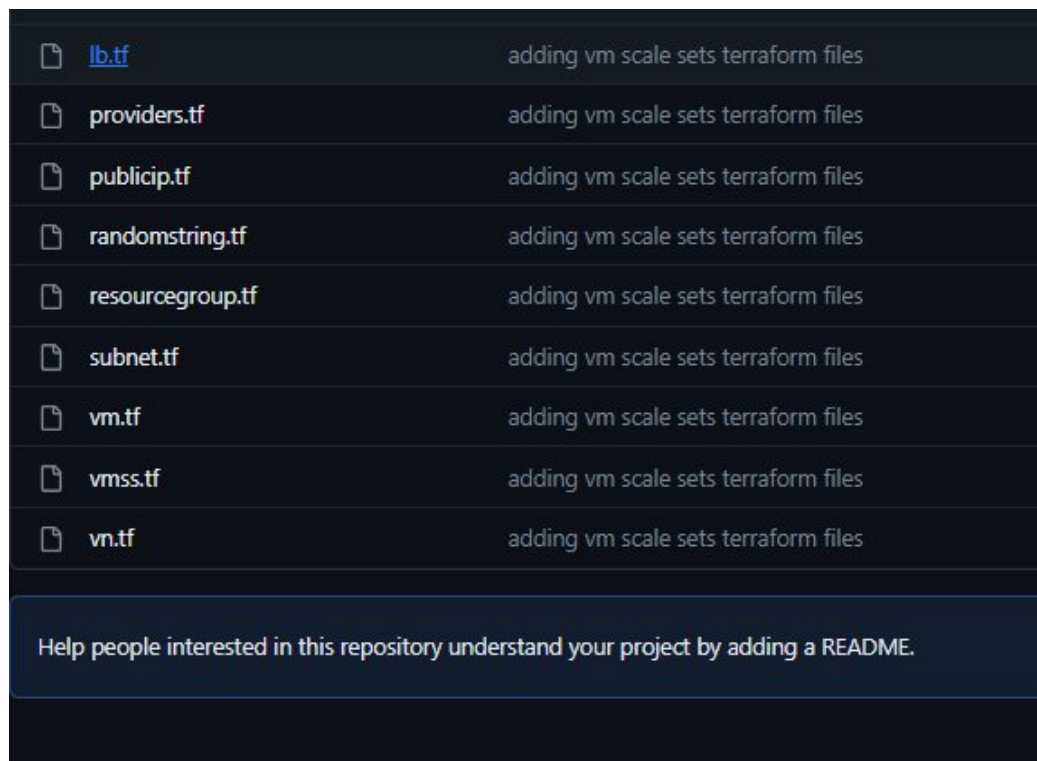 lb.tf adding vm scale sets terraform files
providers.tf adding vm scale sets terraform files
publicip.tf adding vm scale sets terraform files
randomstring.tf adding vm scale sets terraform files
resourcegroup.tf adding vm scale sets terraform files
subnet.tf adding vm scale sets terraform files
vm.tf adding vm scale sets terraform files
vmss.tf adding vm scale sets terraform files
vn.tf adding vm scale sets terraform files
Help people interested in this repository understand your project by adding a README.